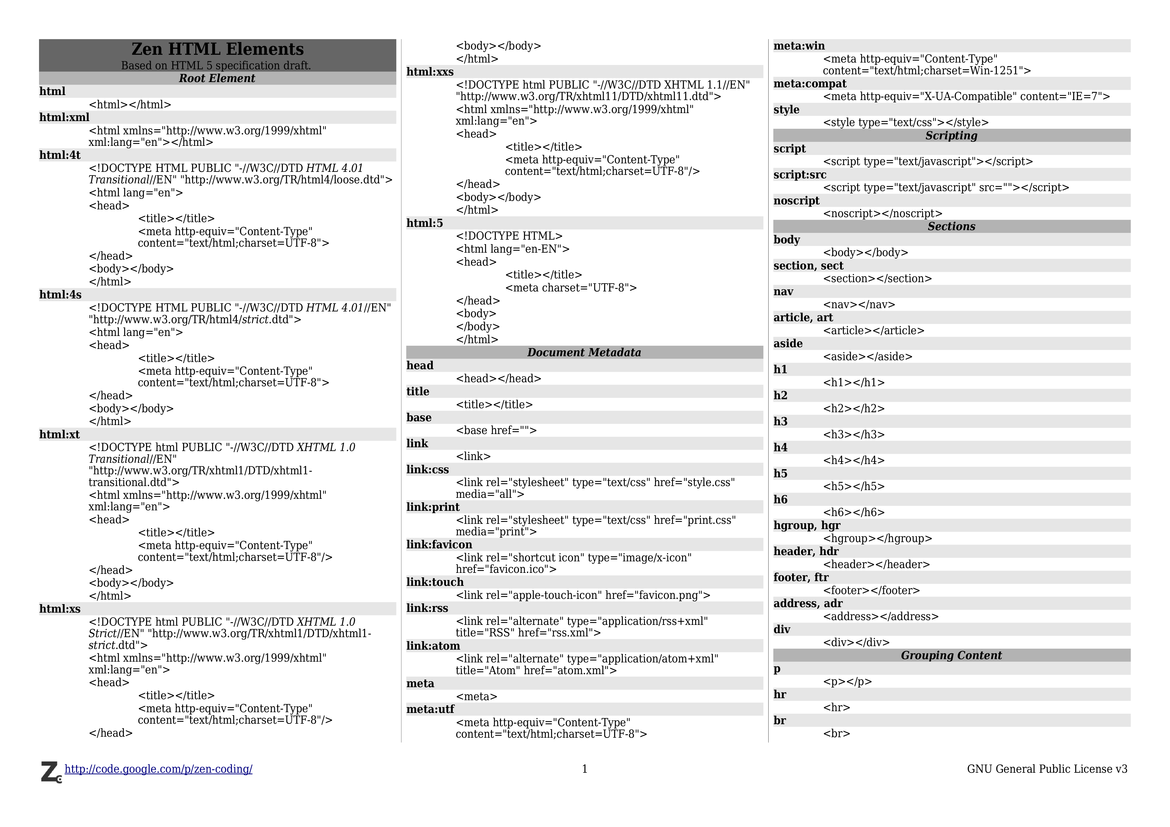 Zen HTML Elements
Based on HTML 5 specification draft.
Root Element
html
<html></html>
html:xml
<html xmlns="http://www.w3.org/1999/xhtml"
xml:lang="en"></html>
html:4t
<!DOCTYPE HTML PUBLIC "-//W3C//DTD HTML 4.01
Transitional//EN" "http://www.w3.org/TR/html4/loose.dtd">
<html lang="en">
<head>
<title></title>
<meta http-equiv="Content-Type"
content="text/html;charset=UTF-8">
</head>
<body></body>
</html>
html:4s
<!DOCTYPE HTML PUBLIC "-//W3C//DTD HTML 4.01//EN"
"http://www.w3.org/TR/html4/strict.dtd">
<html lang="en">
<head>
<title></title>
<meta http-equiv="Content-Type"
content="text/html;charset=UTF-8">
</head>
<body></body>
</html>
html:xt
<!DOCTYPE html PUBLIC "-//W3C//DTD XHTML 1.0
Transitional//EN"
"http://www.w3.org/TR/xhtml1/DTD/xhtml1-
transitional.dtd">
<html xmlns="http://www.w3.org/1999/xhtml"
xml:lang="en">
<head>
<title></title>
<meta http-equiv="Content-Type"
content="text/html;charset=UTF-8"/>
</head>
<body></body>
</html>
html:xs
<!DOCTYPE html PUBLIC "-//W3C//DTD XHTML 1.0
Strict//EN" "http://www.w3.org/TR/xhtml1/DTD/xhtml1-
strict.dtd">
<html xmlns="http://www.w3.org/1999/xhtml"
xml:lang="en">
<head>
<title></title>
<meta http-equiv="Content-Type"
content="text/html;charset=UTF-8"/>
</head>
<body></body>
</html>
html:xxs
<!DOCTYPE html PUBLIC "-//W3C//DTD XHTML 1.1//EN"
"http://www.w3.org/TR/xhtml11/DTD/xhtml11.dtd">
<html xmlns="http://www.w3.org/1999/xhtml"
xml:lang="en">
<head>
<title></title>
<meta http-equiv="Content-Type"
content="text/html;charset=UTF-8"/>
</head>
<body></body>
</html>
html:5
<!DOCTYPE HTML>
<html lang="en-EN">
<head>
<title></title>
<meta charset="UTF-8">
</head>
<body>
</body>
</html>
Document Metadata
head
<head></head>
title
<title></title>
base
<base href="">
link
<link>
link:css
<link rel="stylesheet" type="text/css" href="style.css"
media="all">
link:print
<link rel="stylesheet" type="text/css" href="print.css"
media="print">
link:favicon
<link rel="shortcut icon" type="image/x-icon"
href="favicon.ico">
link:touch
<link rel="apple-touch-icon" href="favicon.png">
link:rss
<link rel="alternate" type="application/rss+xml"
title="RSS" href="rss.xml">
link:atom
<link rel="alternate" type="application/atom+xml"
title="Atom" href="atom.xml">
meta
<meta>
meta:utf
<meta http-equiv="Content-Type"
content="text/html;charset=UTF-8">
meta:win
<meta http-equiv="Content-Type"
content="text/html;charset=Win-1251">
meta:compat
<meta http-equiv="X-UA-Compatible" content="IE=7">
style
<style type="text/css"></style>
Scripting
script
<script type="text/javascript"></script>
script:src
<script type="text/javascript" src=""></script>
noscript
<noscript></noscript>
Sections
body
<body></body>
section, sect
<section></section>
nav
<nav></nav>
article, art
<article></article>
aside
<aside></aside>
h1
<h1></h1>
h2
<h2></h2>
h3
<h3></h3>
h4
<h4></h4>
h5
<h5></h5>
h6
<h6></h6>
hgroup, hgr
<hgroup></hgroup>
header, hdr
<header></header>
footer, ftr
<footer></footer>
address, adr
<address></address>
div
<div></div>
Grouping Content
p
<p></p>
hr
<hr>
br
<br>
http://code.google.com/p/zen-coding/
1
GNU General Public License v3